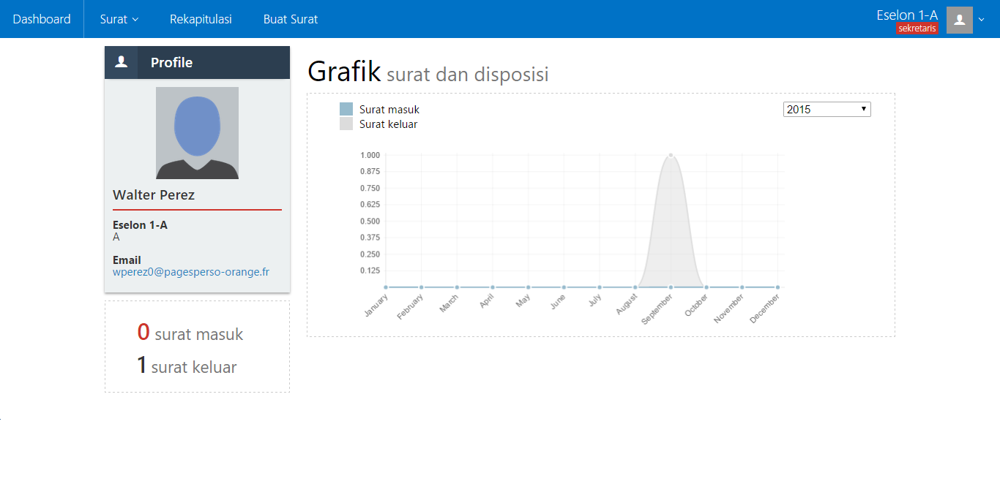 Dashboard
Surat
Rekapitulasi
Buat Surat
Eselon 1-A
sekretaris
Profile
Walter Perez
Eselon 1-A
A
Email
wperez0@pagesperso-orange.fr
0 surat masuk
1 surat keluar
Grafik surat dan disposisi
Surat masuk
Surat keluar
2015
1.000
0.875
0.750
0.625
0.500
0.375
0.250
0.125
January
February
March
April
May
June
July
August
September
October
November
December